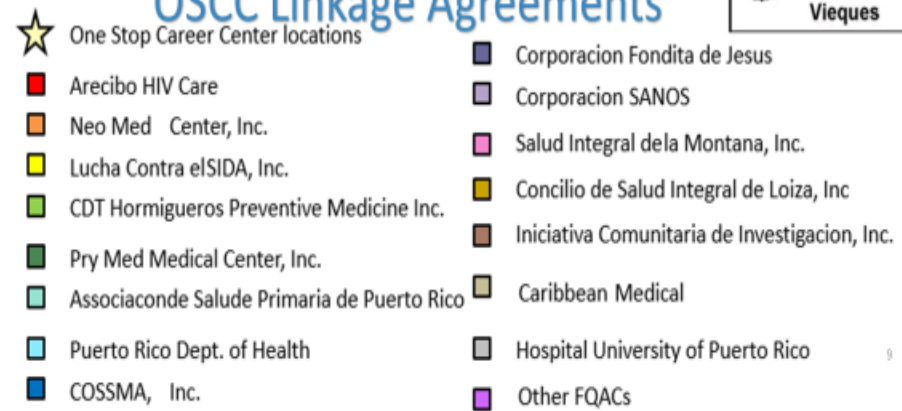 OSCC Linkage Agreements
Vieques
One Stop Career Center locations
Arecibo HIV Care
Neo Med Center, Inc.
Lucha Contra elSIDA, Inc.
CDT Hormigueros Preventive Medicine Inc.
Pry Med Medical Center, Inc.
Associaconde Salude Primaria de Puerto Rico
Puerto Rico Dept. of Health
COSSMA, Inc.
Corporacion Fondita de Jesus
Corporacion SANOS
Salud Integral dela Montana, Inc.
Concilio de Salud Integral de Loiza, Inc
Iniciativa Comunitaria de Investigacion, Inc.
Caribbean Medical
Hospital University of Puerto Rico
Other FQACs
9